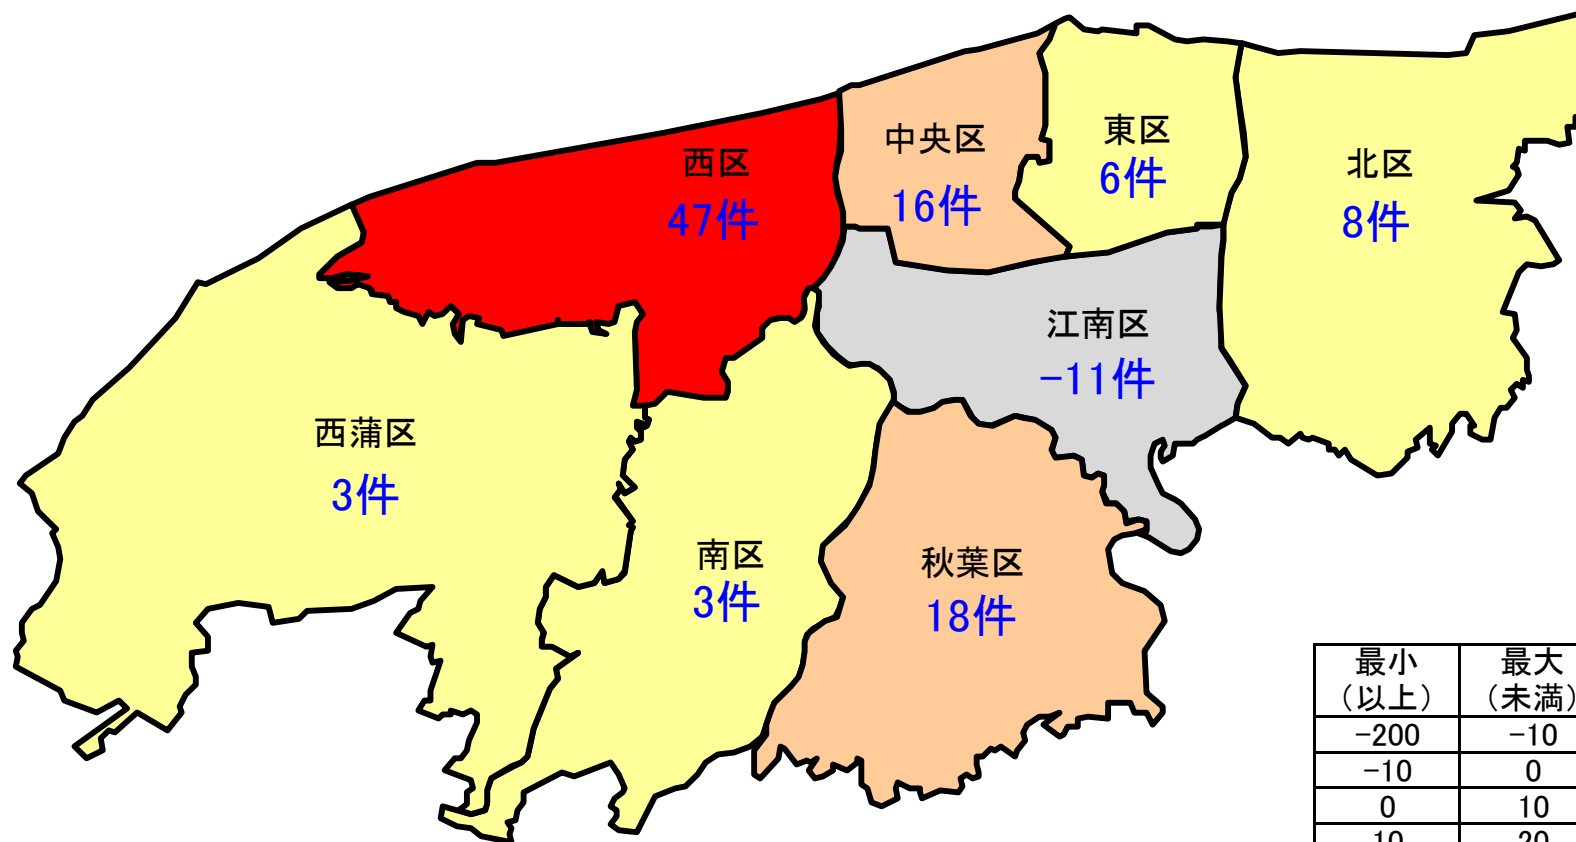 中央区
16件
東区
6件
西区
47件
北区
8件
江南区
-11件
西蒲区
3件
南区
3件
秋葉区
18件
最小 最大
（以上） （未満）
-200 -10
-10 0
0 10
10 20